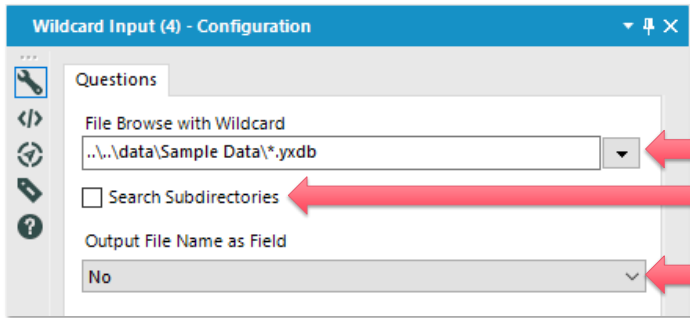 Wildcard Input (4) - Configuration
Questions
File Browse with Wildcard
..\..\data\Sample Data\*.yxdb
Search Subdirectories
Output File Name as Field
No